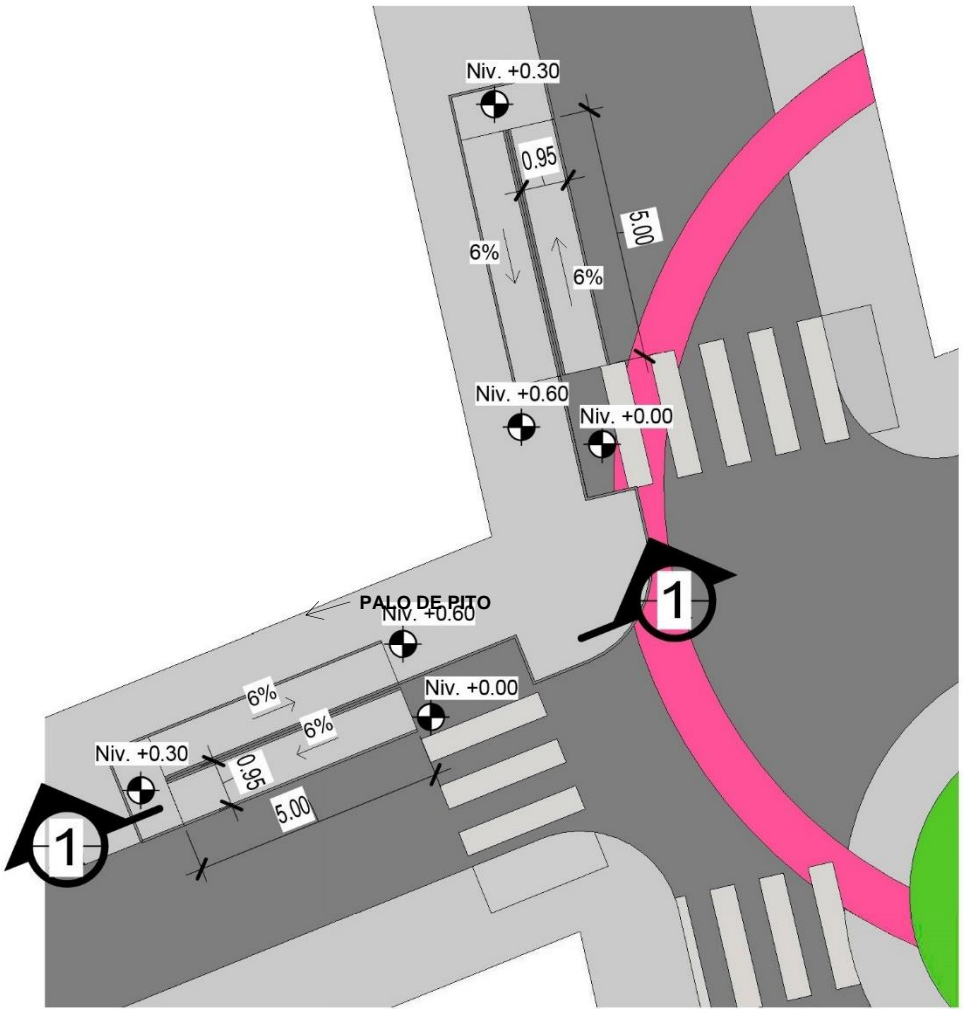 Niv. +0.30
0.95
5.00
6%
6%
Niv. +0.60
Niv. +0.00
1
PALO DE PITO
Niv. +0.60
Niv. +0.00
6%
6%
Niv. +0.30
0.95
5.00
1